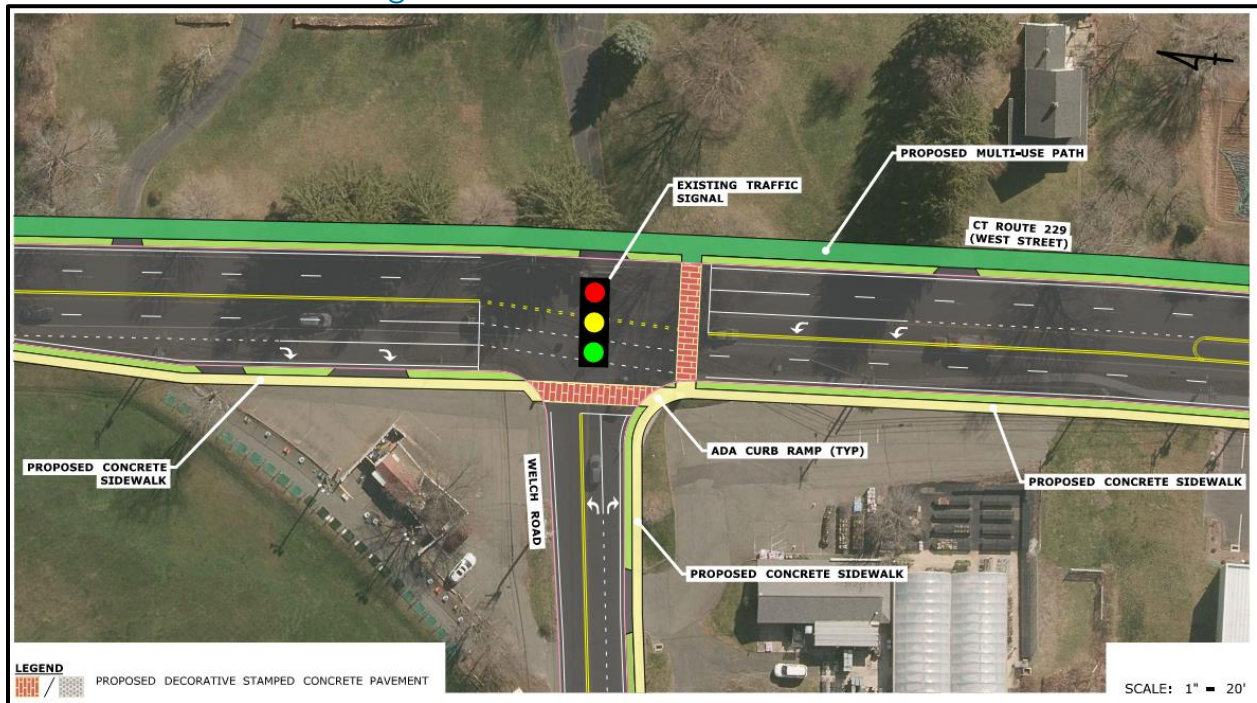 PROPOSED MULTI-USE PATH
EXISTING TRAFFIC
SIGNAL
CT ROUTE 229
(WEST STREET)
PROPOSED CONCRETE
SIDEWALK
WELCH ROAD
ADA CURB RAMP (TYP)
PROPOSED CONCRETE SIDEWALK
PROPOSED CONCRETE SIDEWALK
LEGEND
/ PROPOSED DECORATIVE STAMPED CONCRETE PAVEMENT
SCALE: 1" = 20'